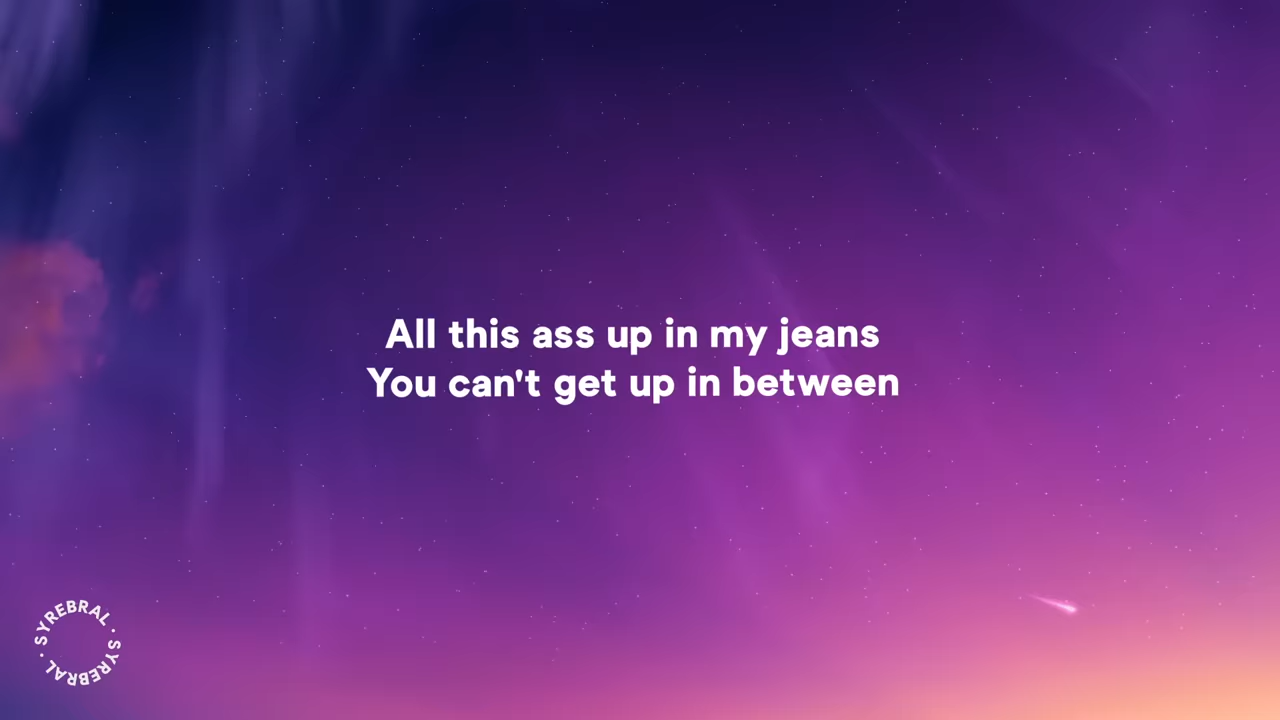 All this ass up in my jeans
You can't get up in between
SYREBRAL · SYREBRAL ·